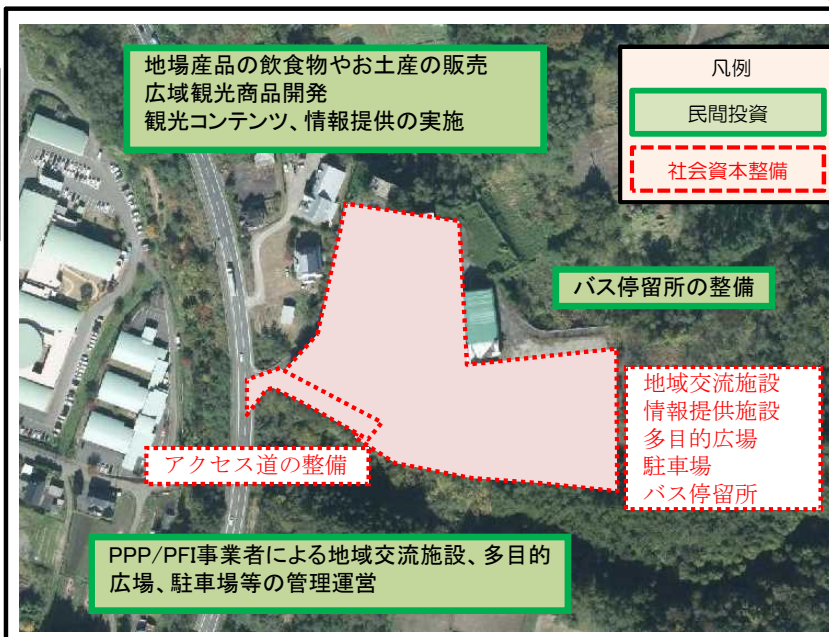 地場産品の飲食物やお土産の販売
広域観光商品開発
観光コンテンツ、情報提供の実施
凡例
民間投資
社会資本整備
バス停留所の整備
地域交流施設
情報提供施設
多目的広場
駐車場
バス停留所
アクセス道の整備
PPP/PFI事業者による地域交流施設、多目的
広場、駐車場等の管理運営